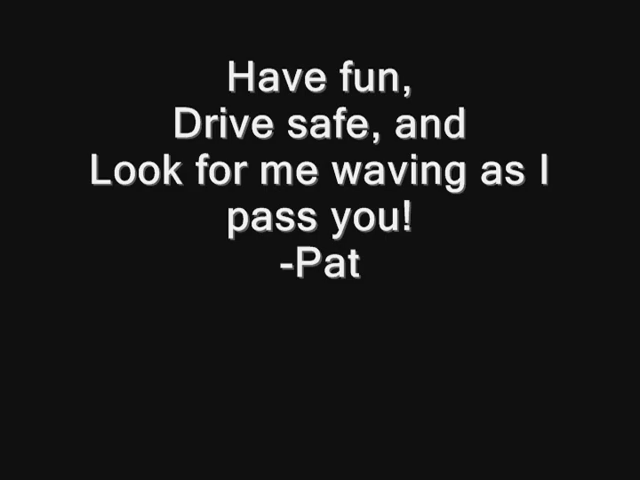 Have fun,
Drive safe, and
Look for me waving as I
pass you!
-Pat